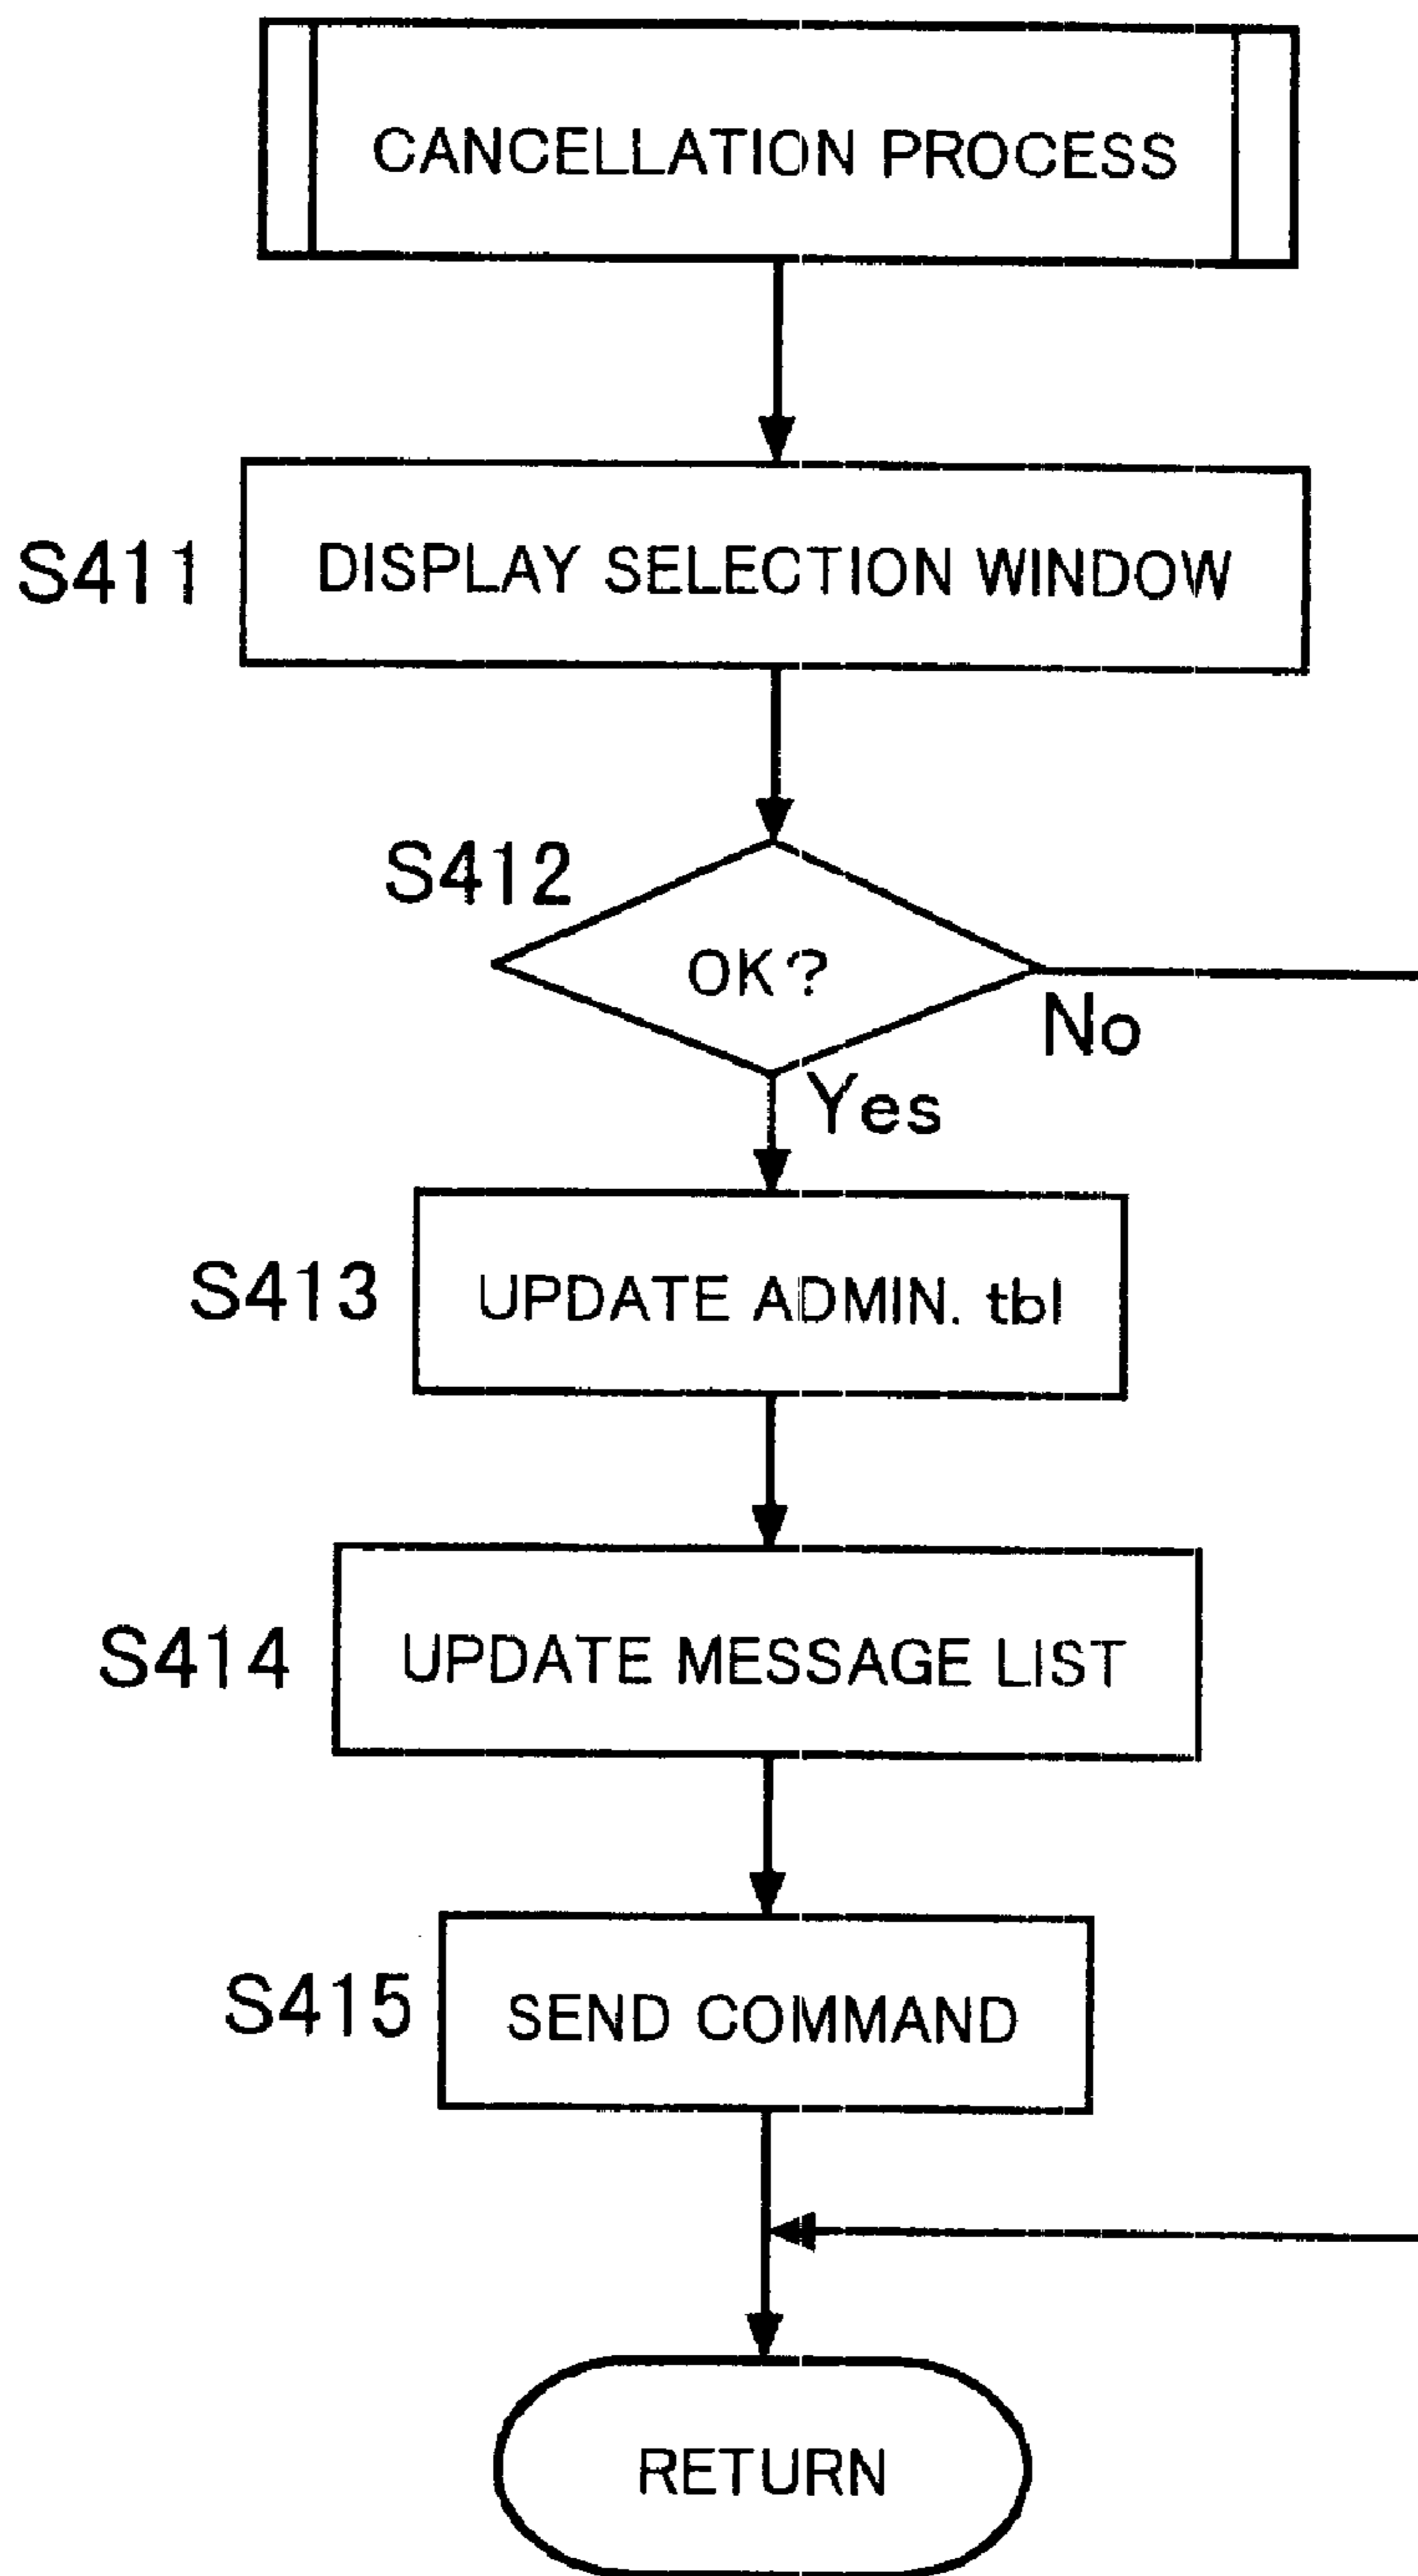 CANCELLATION PROCESS
S411 DISPLAY SELECTION WINDOW
S412
OK?
No
Yes
S413 UPDATE ADMIN. tbl
S414 UPDATE MESSAGE LIST
S415 SEND COMMAND
RETURN